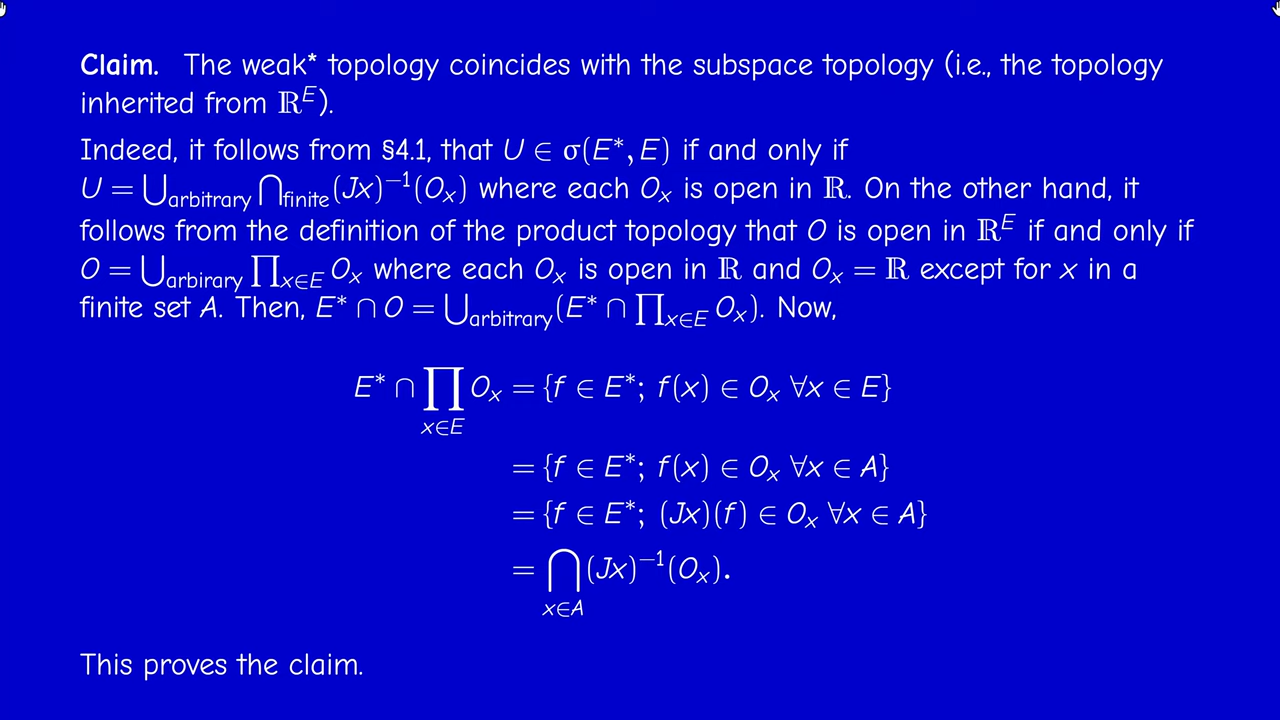 Claim. The weak* topology coincides with the subspace topology (i.e., the topology
inherited from ℝ^E).
Indeed, it follows from §4.1, that U ∈ σ(E*, E) if and only if
U = ⋃_arbitrary ⋂_finite (Jx)⁻¹(O_x) where each O_x is open in ℝ. On the other hand, it
follows from the definition of the product topology that O is open in ℝ^E if and only if
O = ⋃_arbirary ∏_{x∈E} O_x where each O_x is open in ℝ and O_x = ℝ except for x in a
finite set A. Then, E* ∩ O = ⋃_arbitrary (E* ∩ ∏_{x∈E} O_x). Now,
E* ∩ ∏_{x∈E} O_x = {f ∈ E*; f(x) ∈ O_x ∀x ∈ E}
= {f ∈ E*; f(x) ∈ O_x ∀x ∈ A}
= {f ∈ E*; (Jx)(f) ∈ O_x ∀x ∈ A}
= ⋂_{x∈A} (Jx)⁻¹(O_x).
This proves the claim.